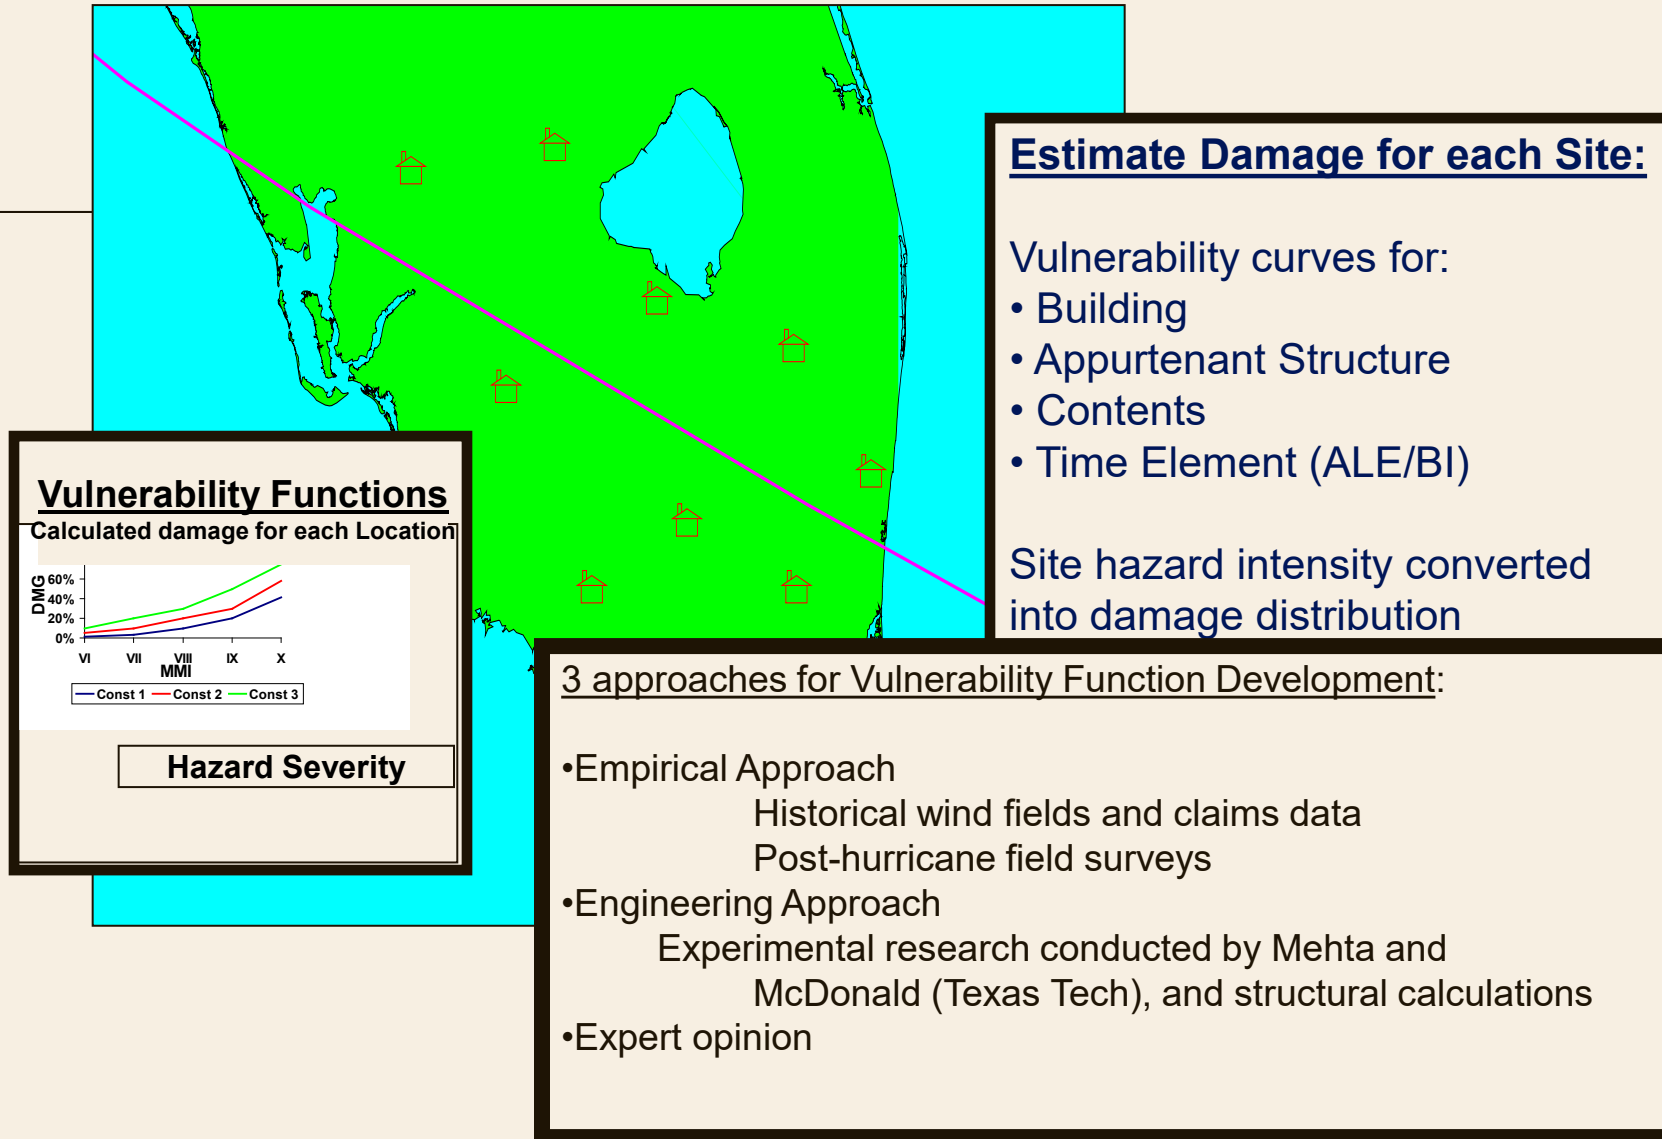 Estimate Damage for each Site:
Vulnerability curves for:
• Building
• Appurtenant Structure
• Contents
• Time Element (ALE/BI)
Site hazard intensity converted
into damage distribution
Vulnerability Functions
Calculated damage for each Location
DMG
60%
40%
20%
0%
VI VII VIII IX X
MMI
Const 1 Const 2 Const 3
Hazard Severity
3 approaches for Vulnerability Function Development:
•Empirical Approach
Historical wind fields and claims data
Post-hurricane field surveys
•Engineering Approach
Experimental research conducted by Mehta and
McDonald (Texas Tech), and structural calculations
•Expert opinion